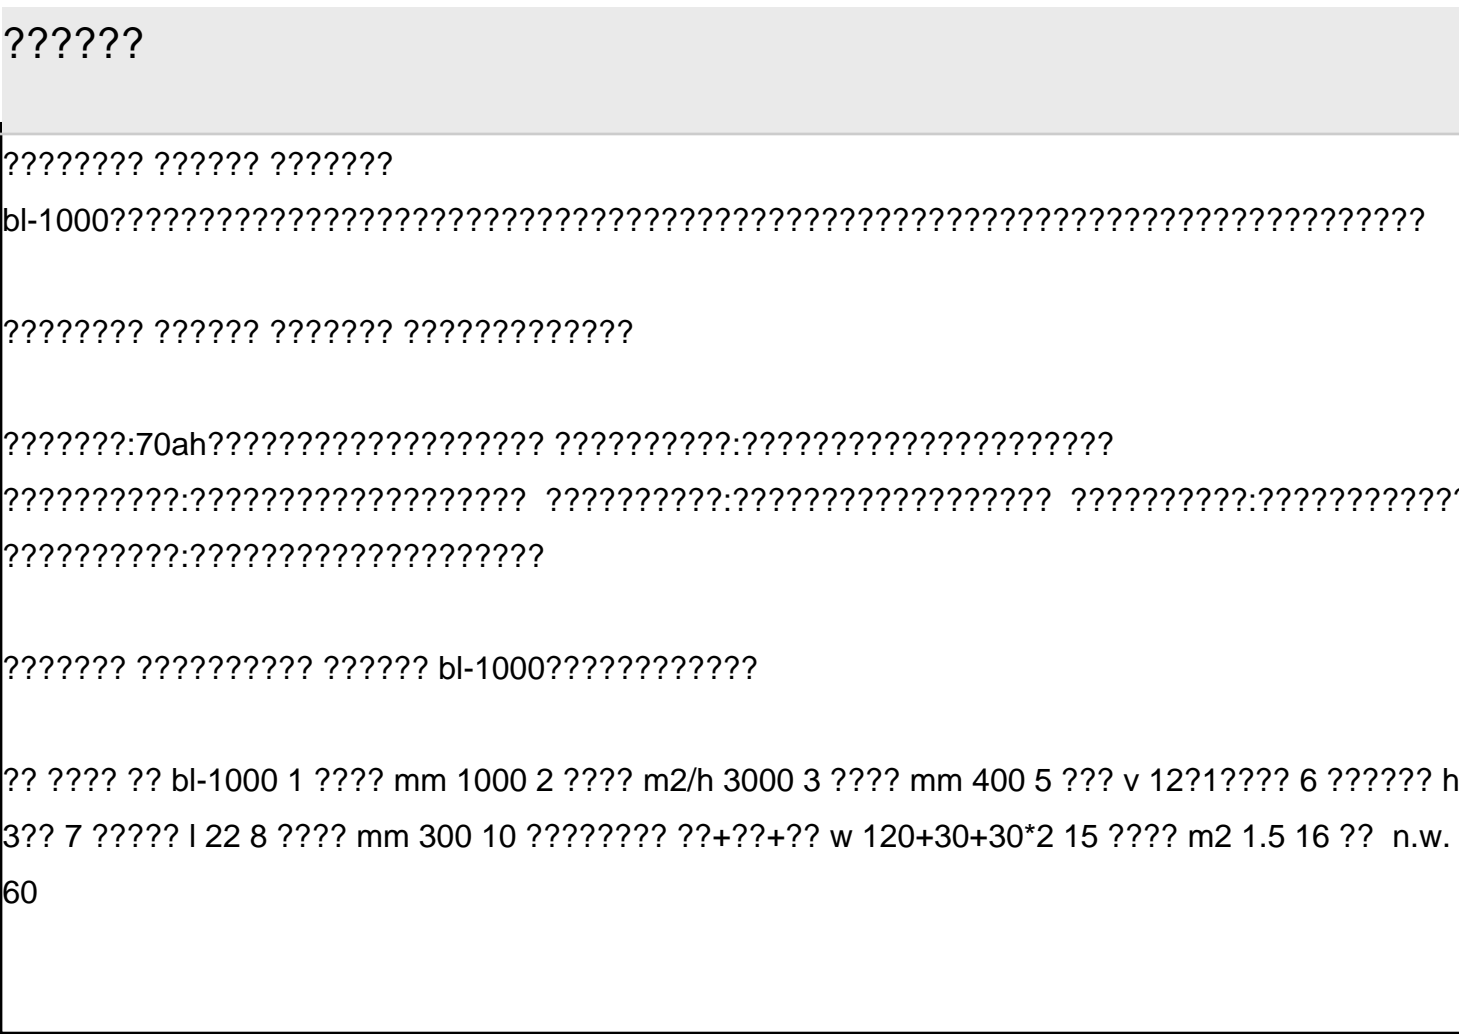 ??????
???????? ?????? ???????
bl-1000??????????????????????????????????????????????????????????????????????????
???????? ?????? ??????? ?????????????
???????:70ah??????????????????? ??????????:?????????????????????
??????????:??????????????????? ??????????:?????????????????? ??????????:????????????
??????????:????????????????????
??????? ?????????? ?????? bl-1000????????????
?? ???? ?? bl-1000 1 ???? mm 1000 2 ???? m2/h 3000 3 ???? mm 400 5 ??? v 12?1???? 6 ?????? h
3?? 7 ????? l 22 8 ???? mm 300 10 ???????? ??+??+?? w 120+30+30*2 15 ???? m2 1.5 16 ?? n.w.
60